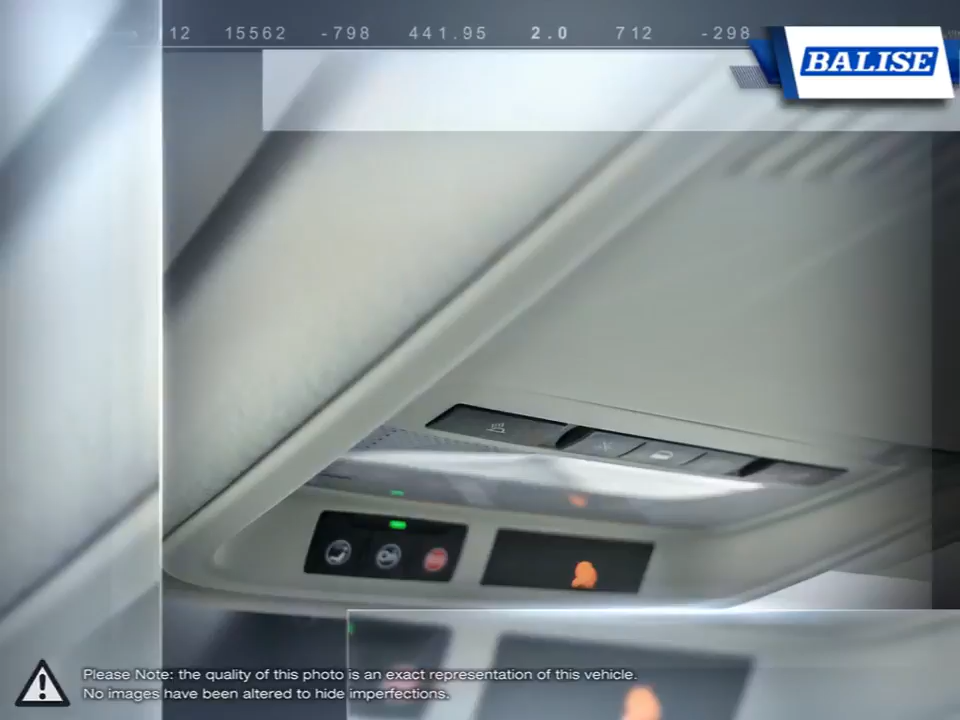 12 15562 -798 441.95 2.0 712 -298
BALISE
Please Note: the quality of this photo is an exact representation of this vehicle.
No images have been altered to hide imperfections.